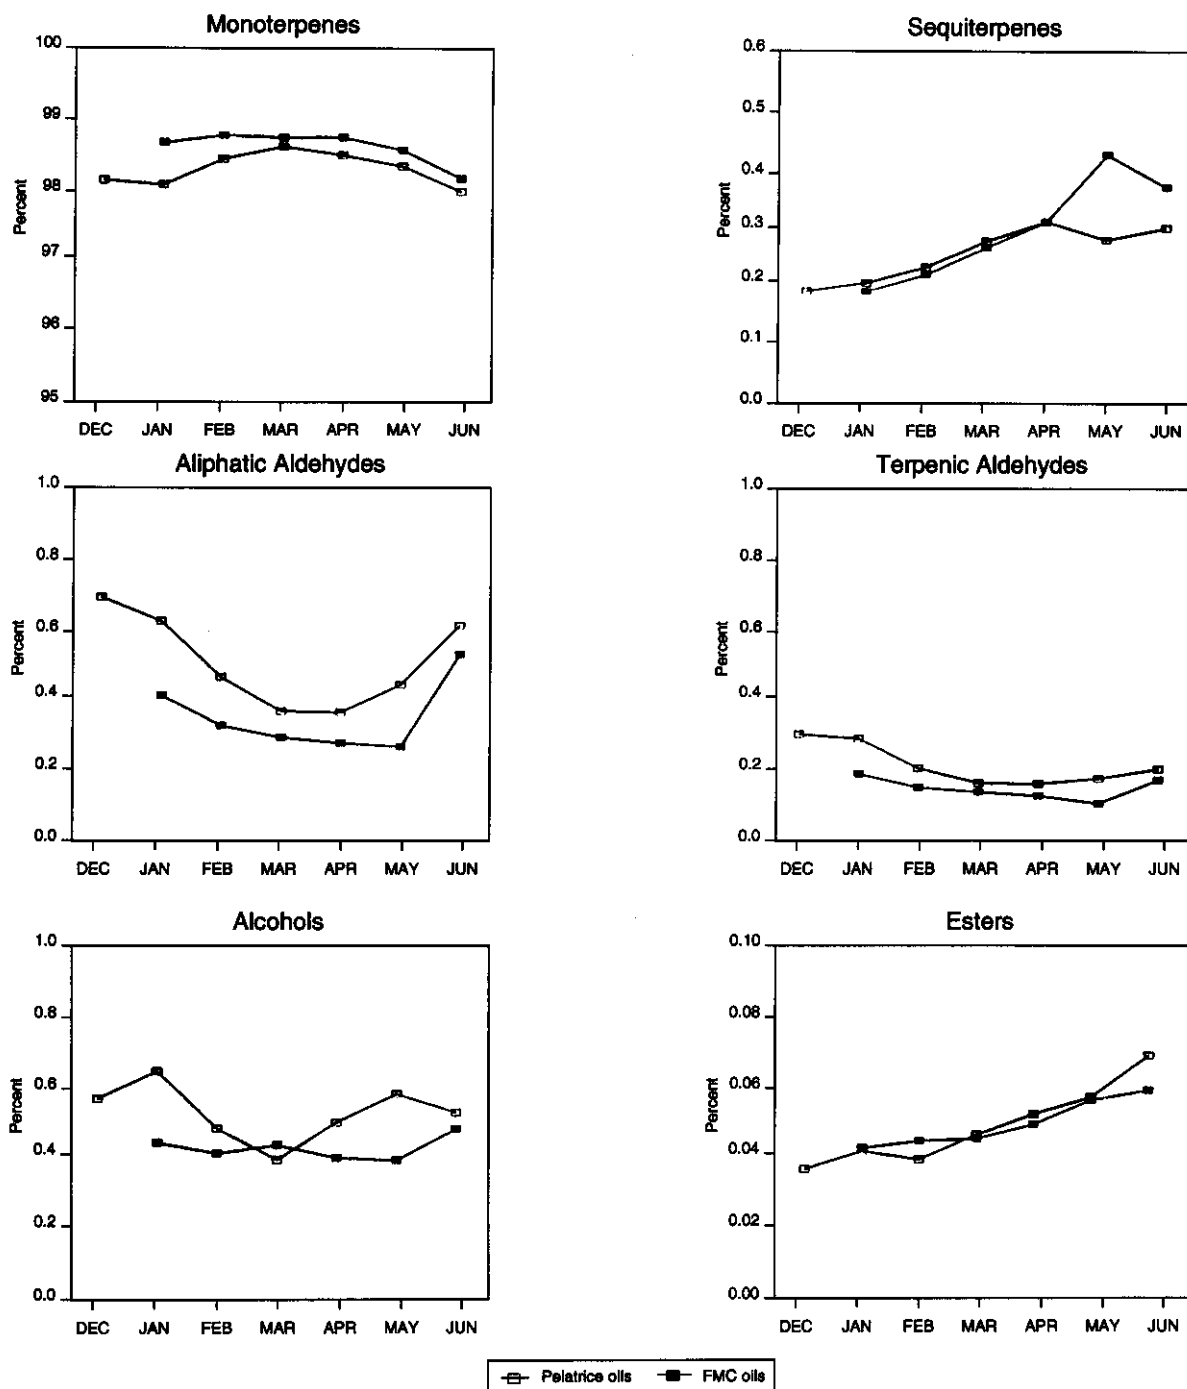 Monoterpenes
100
99
98
97
96
95
Percent
DEC JAN FEB MAR APR MAY JUN
Sequiterpenes
0.6
0.5
0.4
0.3
0.2
0.1
0.0
Percent
DEC JAN FEB MAR APR MAY JUN
Aliphatic Aldehydes
1.0
0.8
0.6
0.4
0.2
0.0
Percent
DEC JAN FEB MAR APR MAY JUN
Terpenic Aldehydes
1.0
0.8
0.6
0.4
0.2
0.0
Percent
DEC JAN FEB MAR APR MAY JUN
Alcohols
1.0
0.8
0.6
0.4
0.2
0.0
Percent
DEC JAN FEB MAR APR MAY JUN
Esters
0.10
0.08
0.06
0.04
0.02
0.00
Percent
DEC JAN FEB MAR APR MAY JUN
Pelatrice oils FMC oils